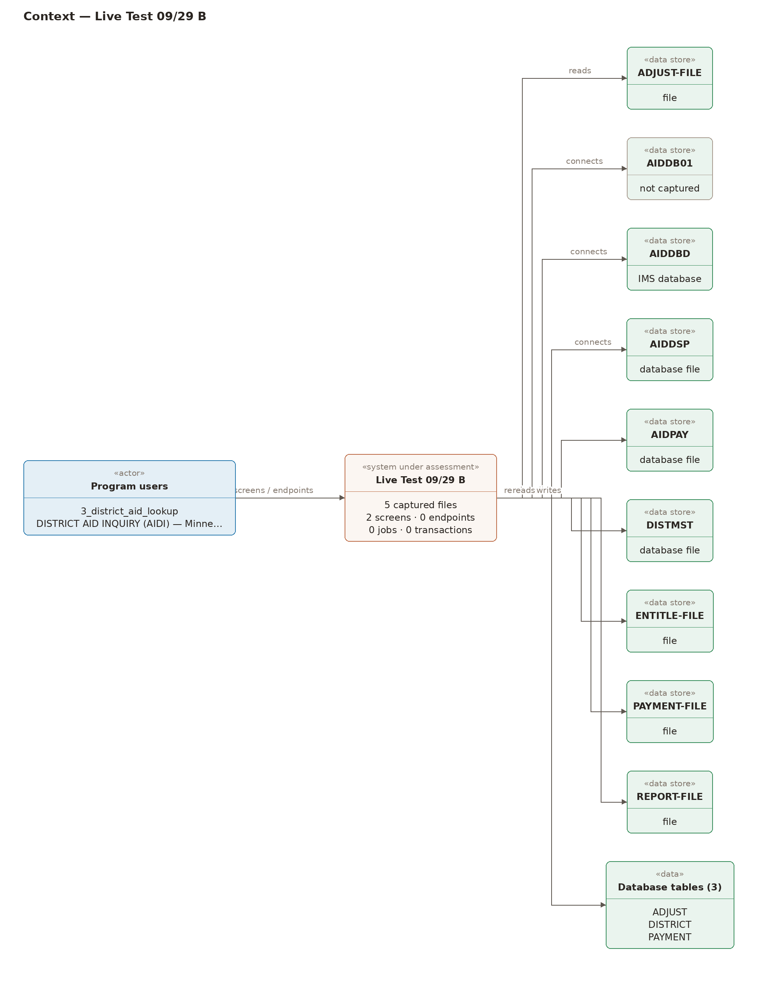 Context — Live Test 09/29 B
«data store»
ADJUST-FILE
file
reads
«data store»
AIDDB01
not captured
connects
«data store»
AIDDBD
IMS database
connects
«data store»
AIDDSP
database file
connects
«data store»
AIDPAY
database file
«actor»
Program users
3_district_aid_lookup
DISTRICT AID INQUIRY (AIDI) — Minne…
screens / endpoints
«system under assessment»
Live Test 09/29 B
5 captured files
2 screens · 0 endpoints
0 jobs · 0 transactions
reads writes
«data store»
DISTMST
database file
«data store»
ENTITLE-FILE
file
«data store»
PAYMENT-FILE
file
«data store»
REPORT-FILE
file
«data»
Database tables (3)
ADJUST
DISTRICT
PAYMENT